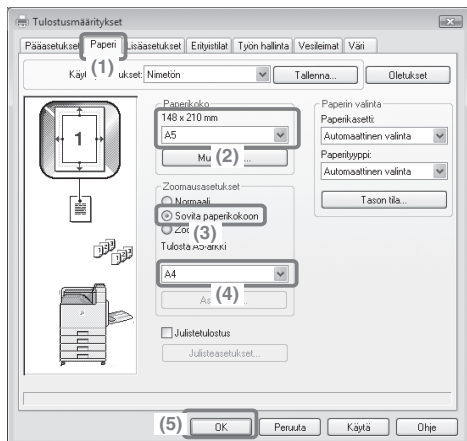 Tulostusmääritykset
Pääasetukset Paperi Lisäasetukset Erityistilat Työn hallinta Vesileimat Väri
(1)
ukset: Nimetön Tallenna... Oletukset
Paperikoko
148 x 210 mm
A5
(2)
Paperin valinta
Paperikasetti:
Automaattinen valinta
Paperityyppi:
Automaattinen valinta
Tason tila...
1
Zoomausasetukset
Normaali
Sovita paperikokoon
(3)
Tulosta A5-arkki
A4
(4)
Julistetulostus
Julisteasetukset...
(5) OK Peruuta Käytä Ohje